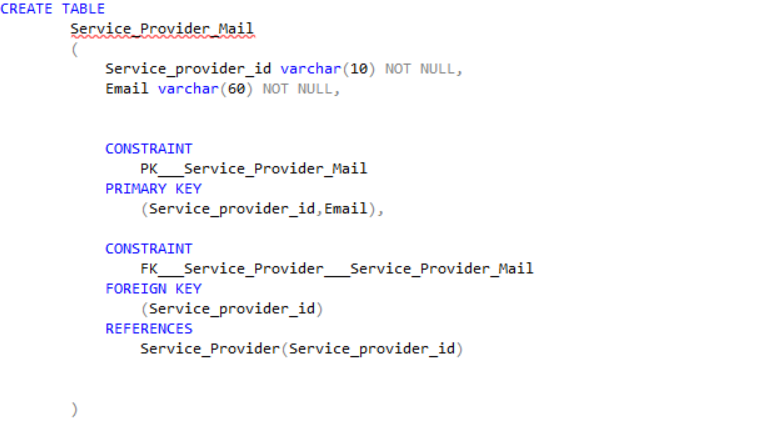 CREATE TABLE
Service_Provider_Mail
(
Service_provider_id varchar(10) NOT NULL,
Email varchar(60) NOT NULL,
CONSTRAINT
PK___Service_Provider_Mail
PRIMARY KEY
(Service_provider_id,Email),
CONSTRAINT
FK___Service_Provider___Service_Provider_Mail
FOREIGN KEY
(Service_provider_id)
REFERENCES
Service_Provider(Service_provider_id)
)